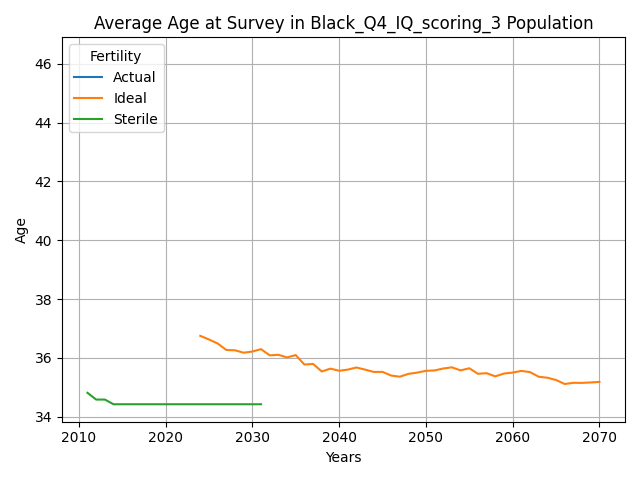 Average Age at Survey in Black_Q4_IQ_scoring_3 Population
Fertility
Actual
Ideal
Sterile
46
44
42
40
38
36
34
Age
2010
2020
2030
2040
2050
2060
2070
Years